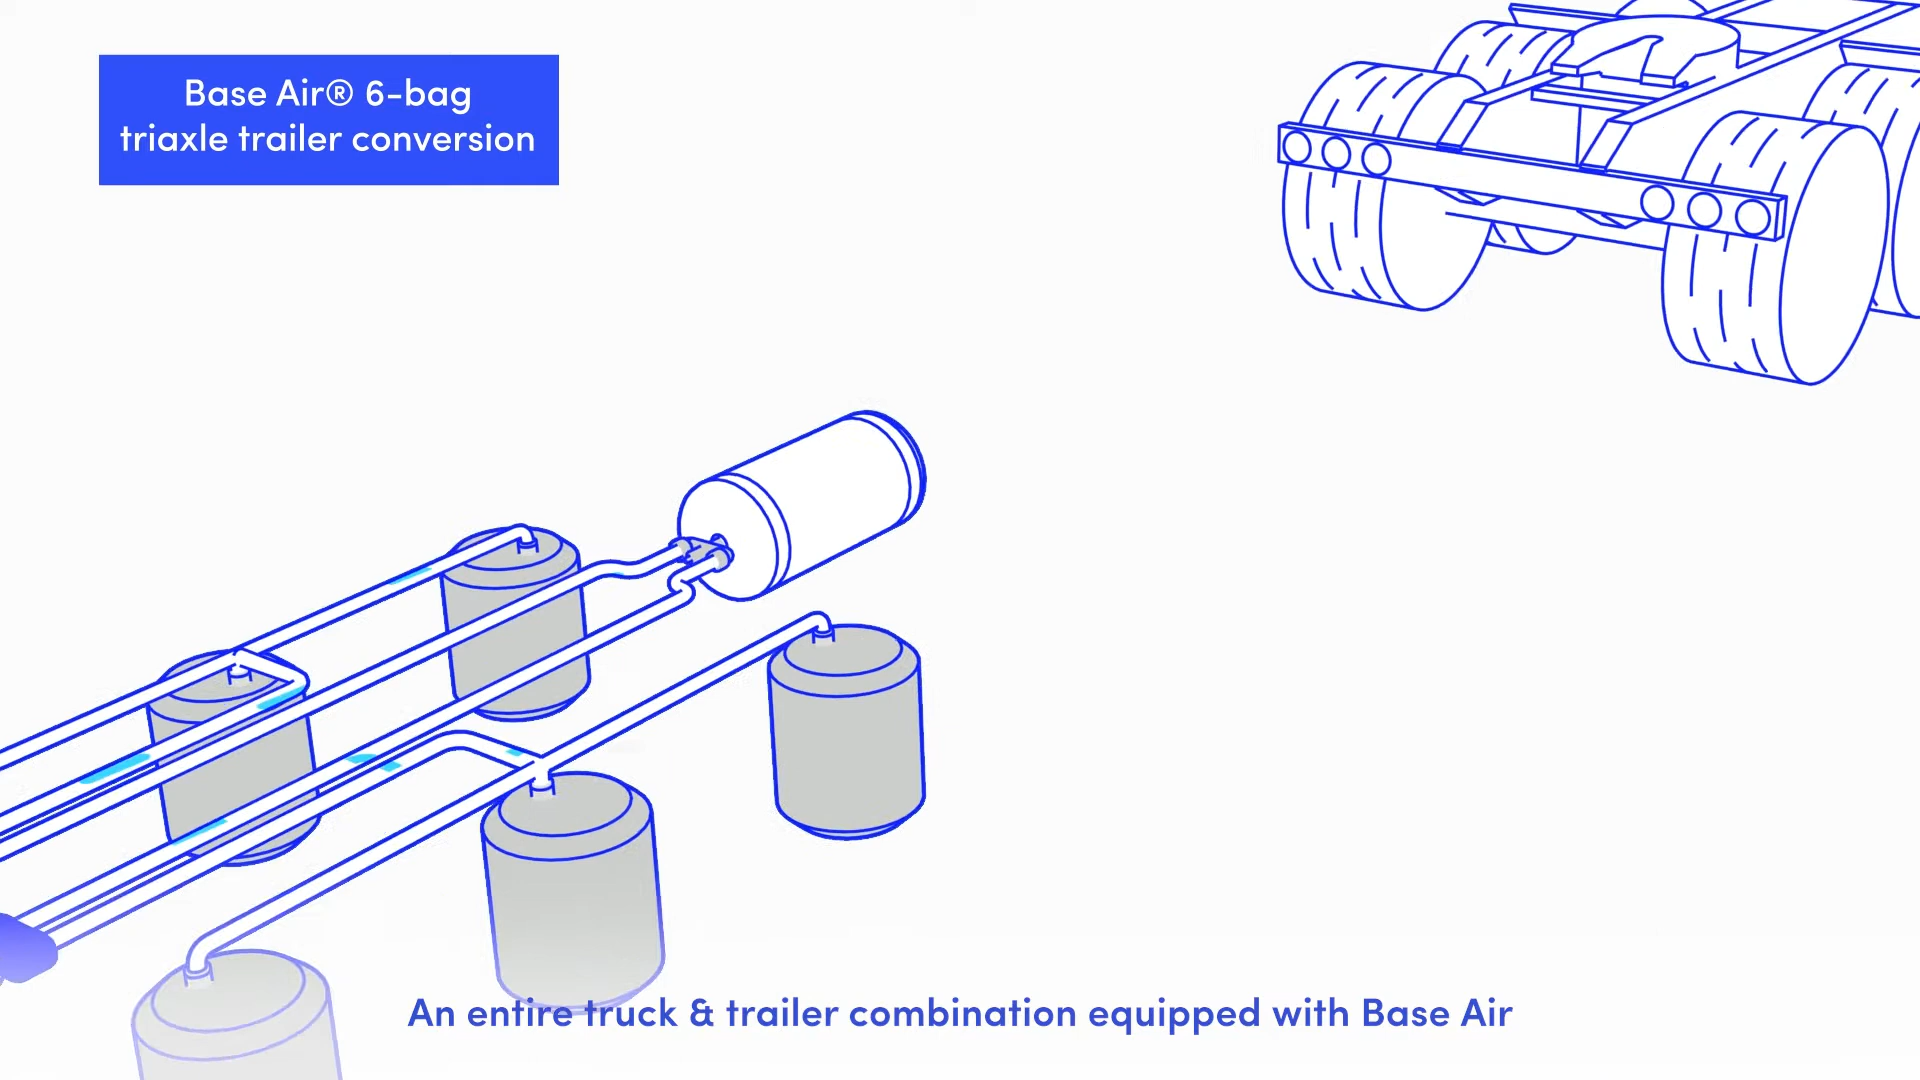 Base Air® 6-bag
triaxle trailer conversion
An entire truck & trailer combination equipped with Base Air